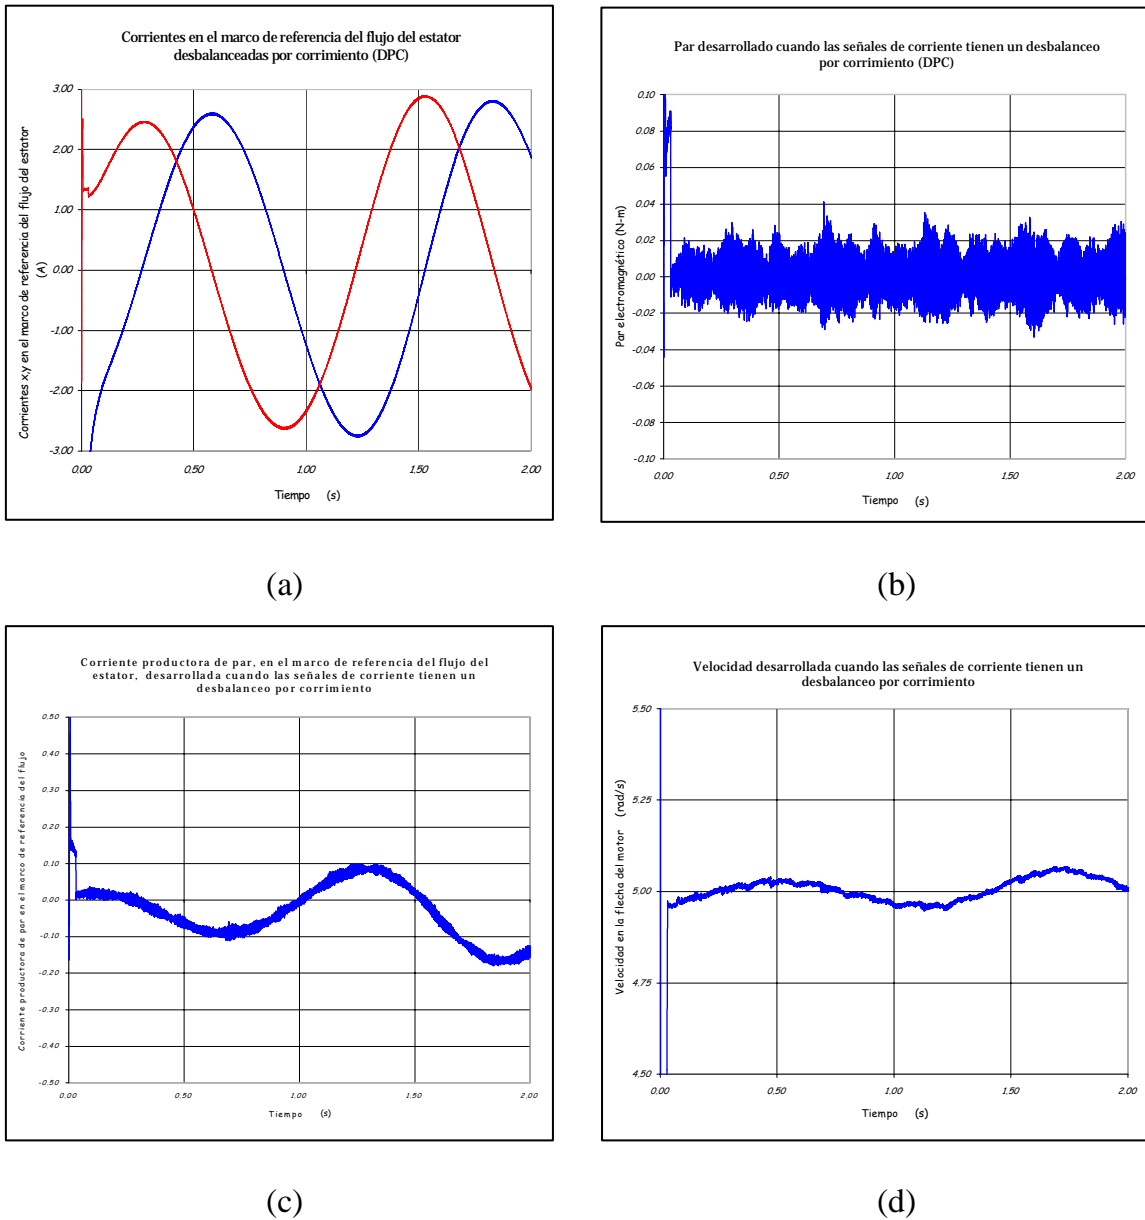 Corrientes en el marco de referencia del flujo del estator
desbalanceadas por corrimiento (DPC)
Corrientes x,y en el marco de referencia del flujo del estator
(A)
3.00
2.00
1.00
0.00
-1.00
-2.00
-3.00
0.00 0.50 1.00 1.50 2.00
Tiempo (s)
Par desarrollado cuando las señales de corriente tienen un desbalanceo
por corrimiento (DPC)
Par electromagnético (N-m)
0.10
0.08
0.06
0.04
0.02
0.00
-0.02
-0.04
-0.06
-0.08
-0.10
0.00 0.50 1.00 1.50 2.00
Tiempo (s)
(a)
(b)
Corriente productora de par, en el marco de referencia del flujo del
estator, desarrollada cuando las señales de corriente tienen un
desbalanceo por corrimiento
Corriente productora de par en el marco de referencia del flujo
0.50
0.40
0.30
0.20
0.10
0.00
-0.10
-0.20
-0.30
-0.40
-0.50
0.00 0.50 1.00 1.50 2.00
Tiempo (s)
Velocidad desarrollada cuando las señales de corriente tienen un
desbalanceo por corrimiento
Velocidad en la flecha del motor (rad/s)
5.50
5.25
5.00
4.75
4.50
0.00 0.50 1.00 1.50 2.00
Tiempo (s)
(c)
(d)